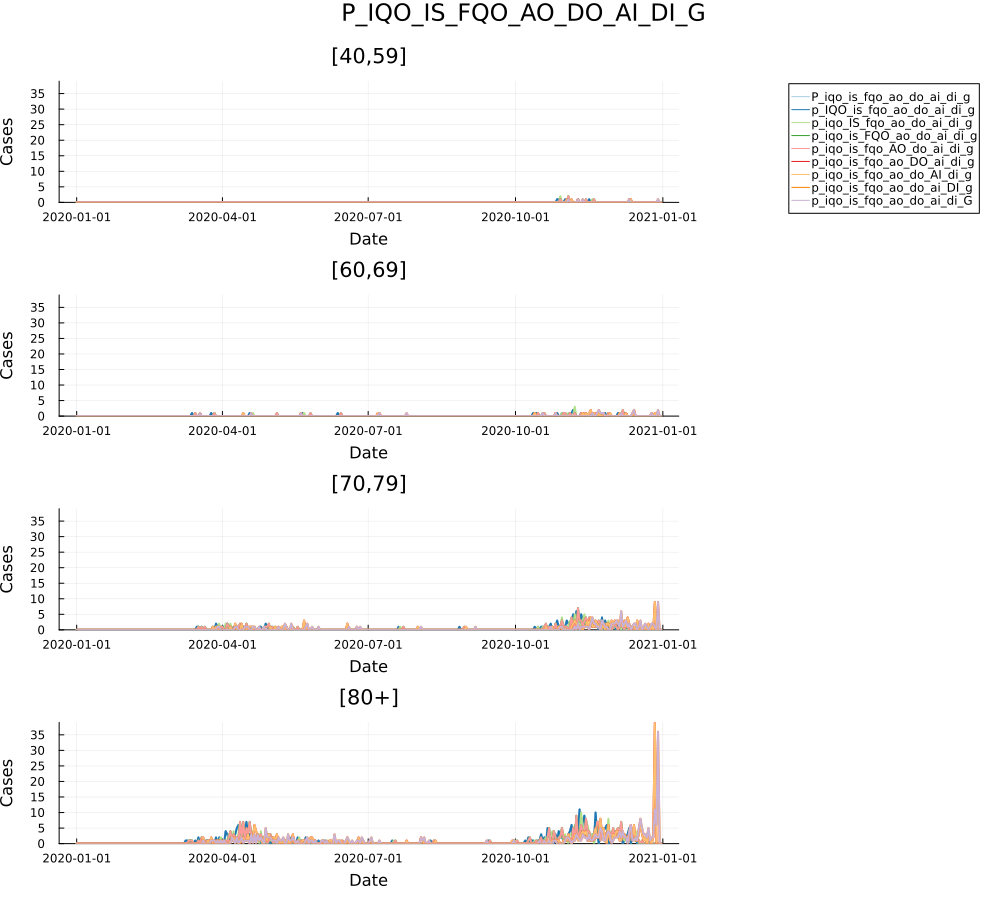 P_IQO_IS_FQO_AO_DO_AI_DI_G
[40,59]
Cases
35
30
25
20
15
10
5
0
2020-01-01 2020-04-01 2020-07-01 2020-10-01 2021-01-01
Date
P_iqo_is_fqo_ao_do_ai_di_g
p_IQO_is_fqo_ao_do_ai_di_g
p_iqo_IS_fqo_ao_do_ai_di_g
p_iqo_is_FQO_ao_do_ai_di_g
p_iqo_is_fqo_AO_do_ai_di_g
p_iqo_is_fqo_ao_DO_ai_di_g
p_iqo_is_fqo_ao_do_AI_di_g
p_iqo_is_fqo_ao_do_ai_DI_g
p_iqo_is_fqo_ao_do_ai_di_G
[60,69]
Cases
35
30
25
20
15
10
5
0
2020-01-01 2020-04-01 2020-07-01 2020-10-01 2021-01-01
Date
[70,79]
Cases
35
30
25
20
15
10
5
0
2020-01-01 2020-04-01 2020-07-01 2020-10-01 2021-01-01
Date
[80+]
Cases
35
30
25
20
15
10
5
0
2020-01-01 2020-04-01 2020-07-01 2020-10-01 2021-01-01
Date